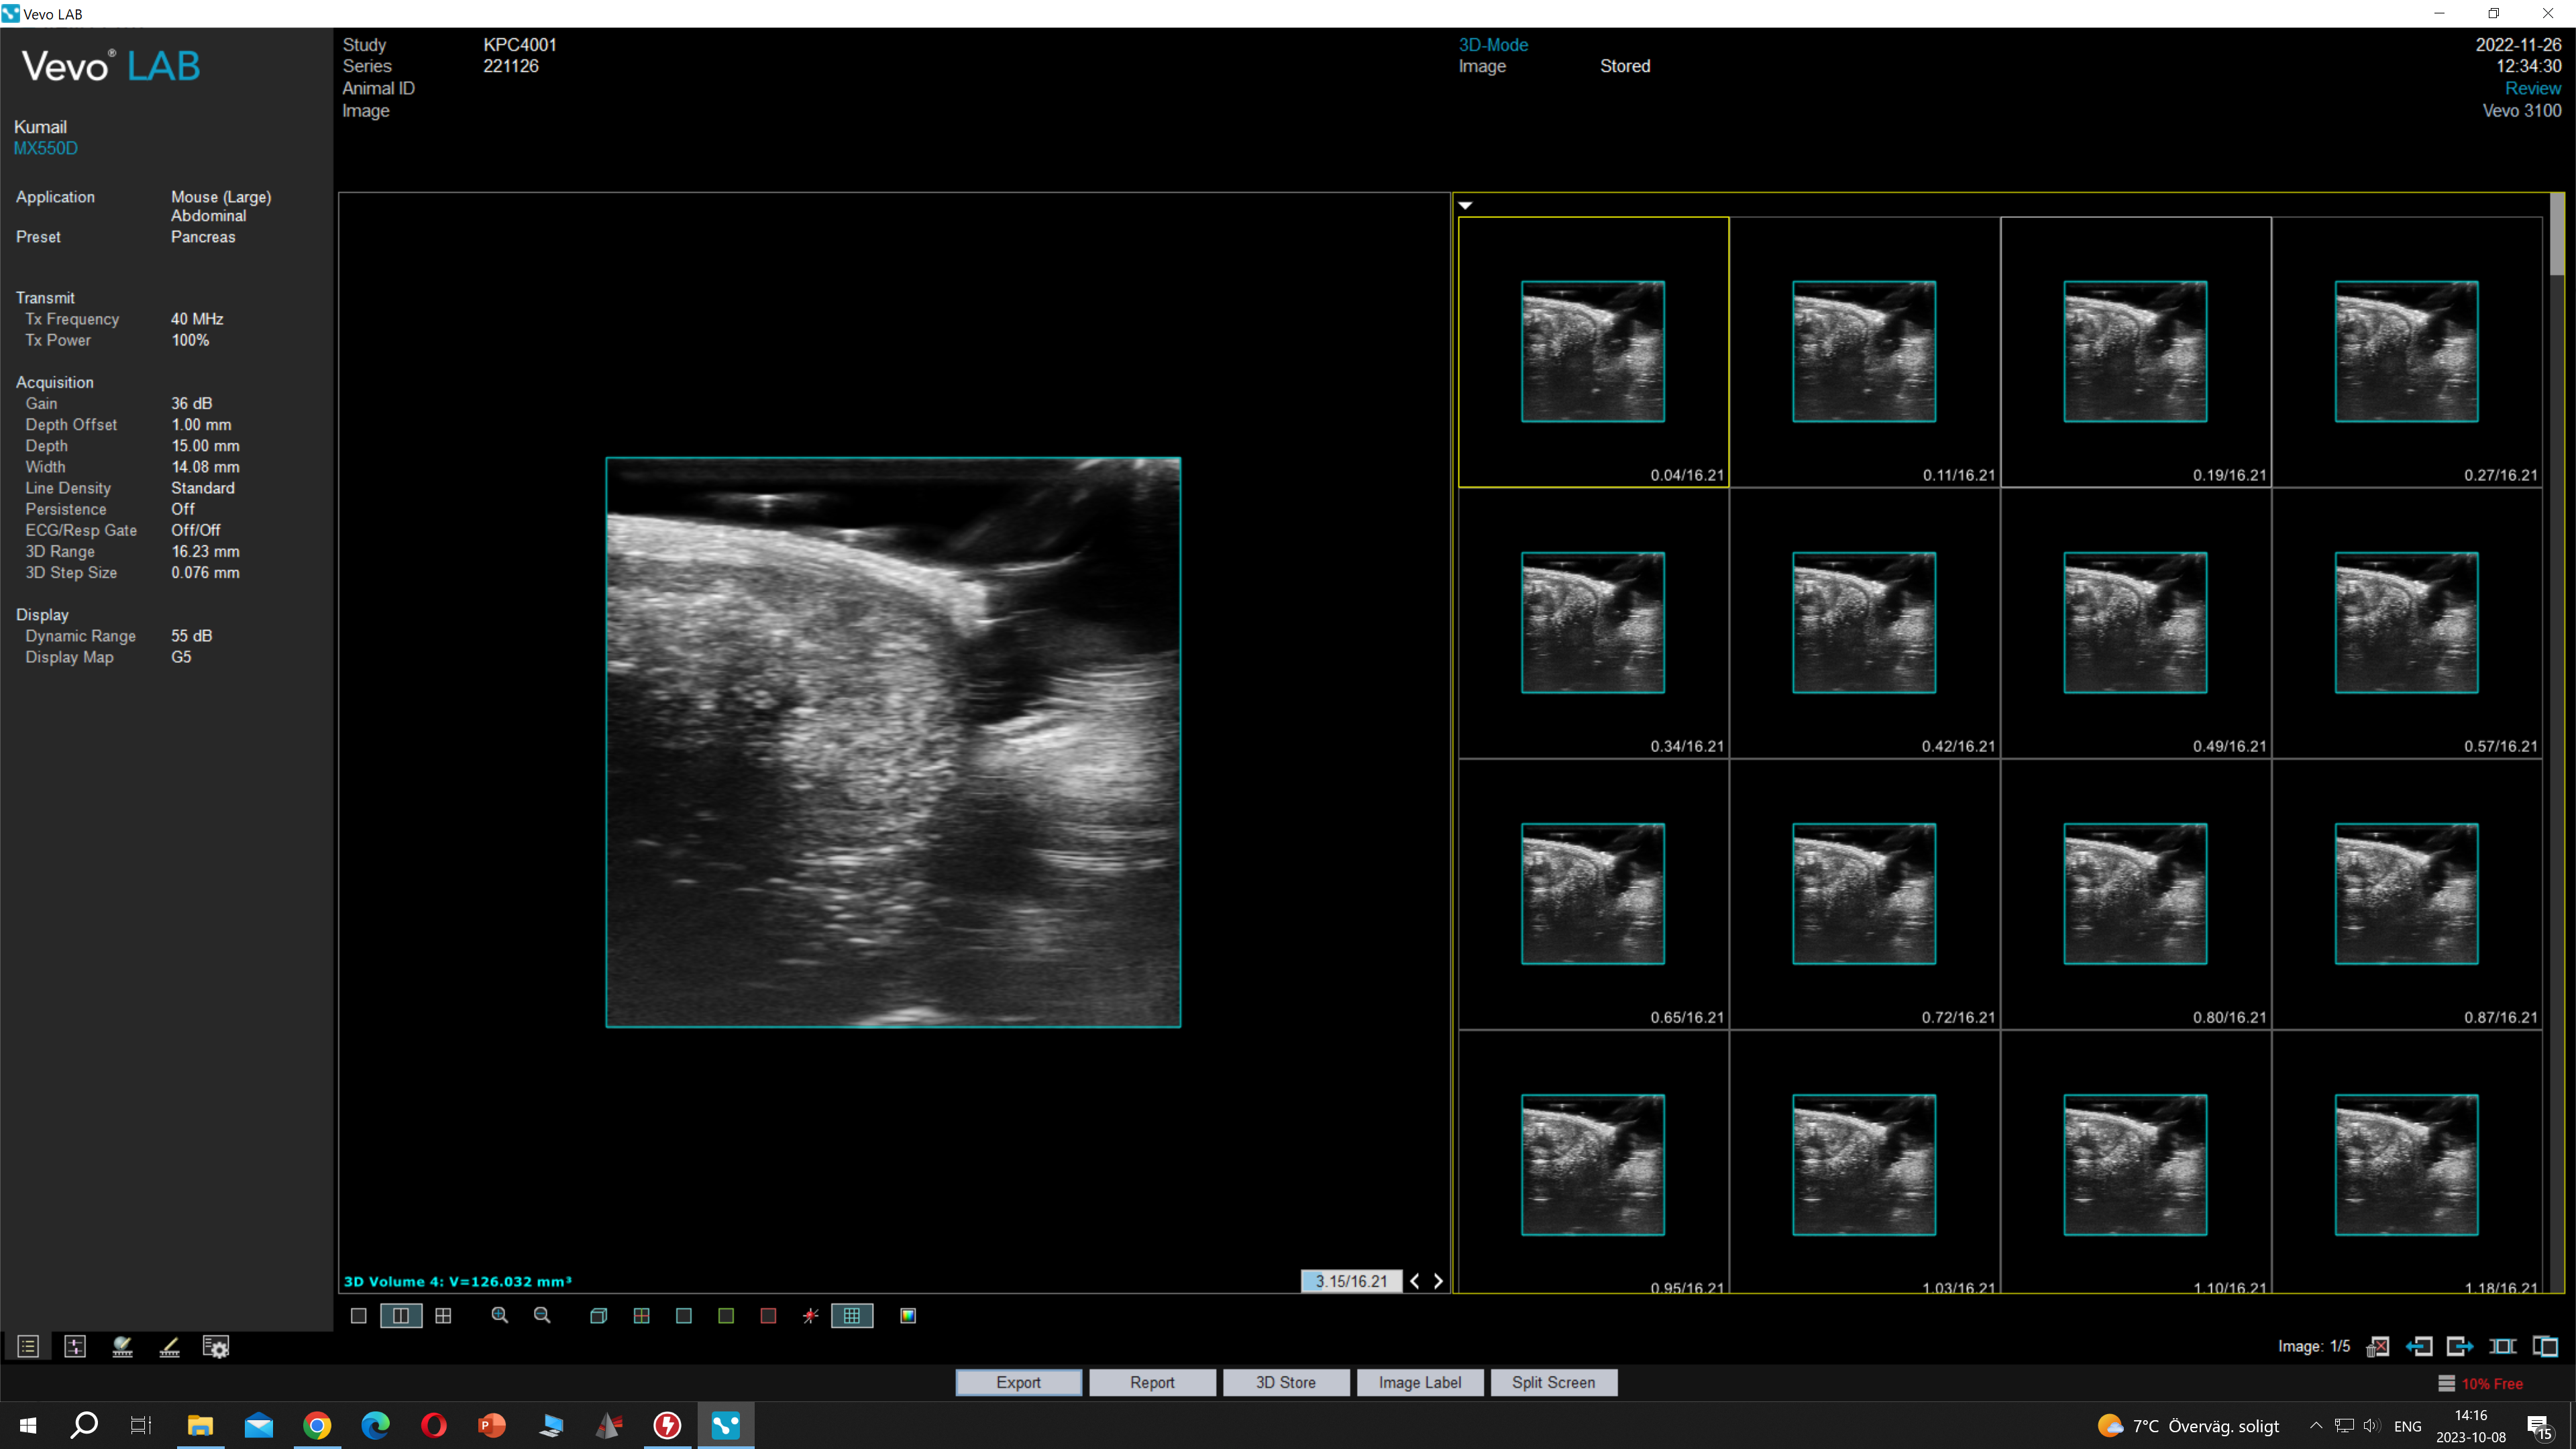 Vevo LAB
Vevo® LAB
Kumail
MX550D
Application Mouse (Large)
Abdominal
Preset Pancreas
Transmit
Tx Frequency 40 MHz
Tx Power 100%
Acquisition
Gain 36 dB
Depth Offset 1.00 mm
Depth 15.00 mm
Width 14.08 mm
Line Density Standard
Persistence Off
ECG/Resp Gate Off/Off
3D Range 16.23 mm
3D Step Size 0.076 mm
Display
Dynamic Range 55 dB
Display Map G5
Study KPC4001
Series 221126
Animal ID
Image
3D-Mode
Image Stored
2022-11-26
12:34:30
Review
Vevo 3100
0.04/16.21 0.11/16.21 0.19/16.21 0.27/16.21
0.34/16.21 0.42/16.21 0.49/16.21 0.57/16.21
0.65/16.21 0.72/16.21 0.80/16.21 0.87/16.21
0.95/16.21 1.03/16.21 1.10/16.21 1.18/16.21
3D Volume 4: V=126.032 mm³
3.15/16.21
Image: 1/5
Export Report 3D Store Image Label Split Screen
10% Free
7°C Överväg. soligt
ENG
14:16
2023-10-08
15